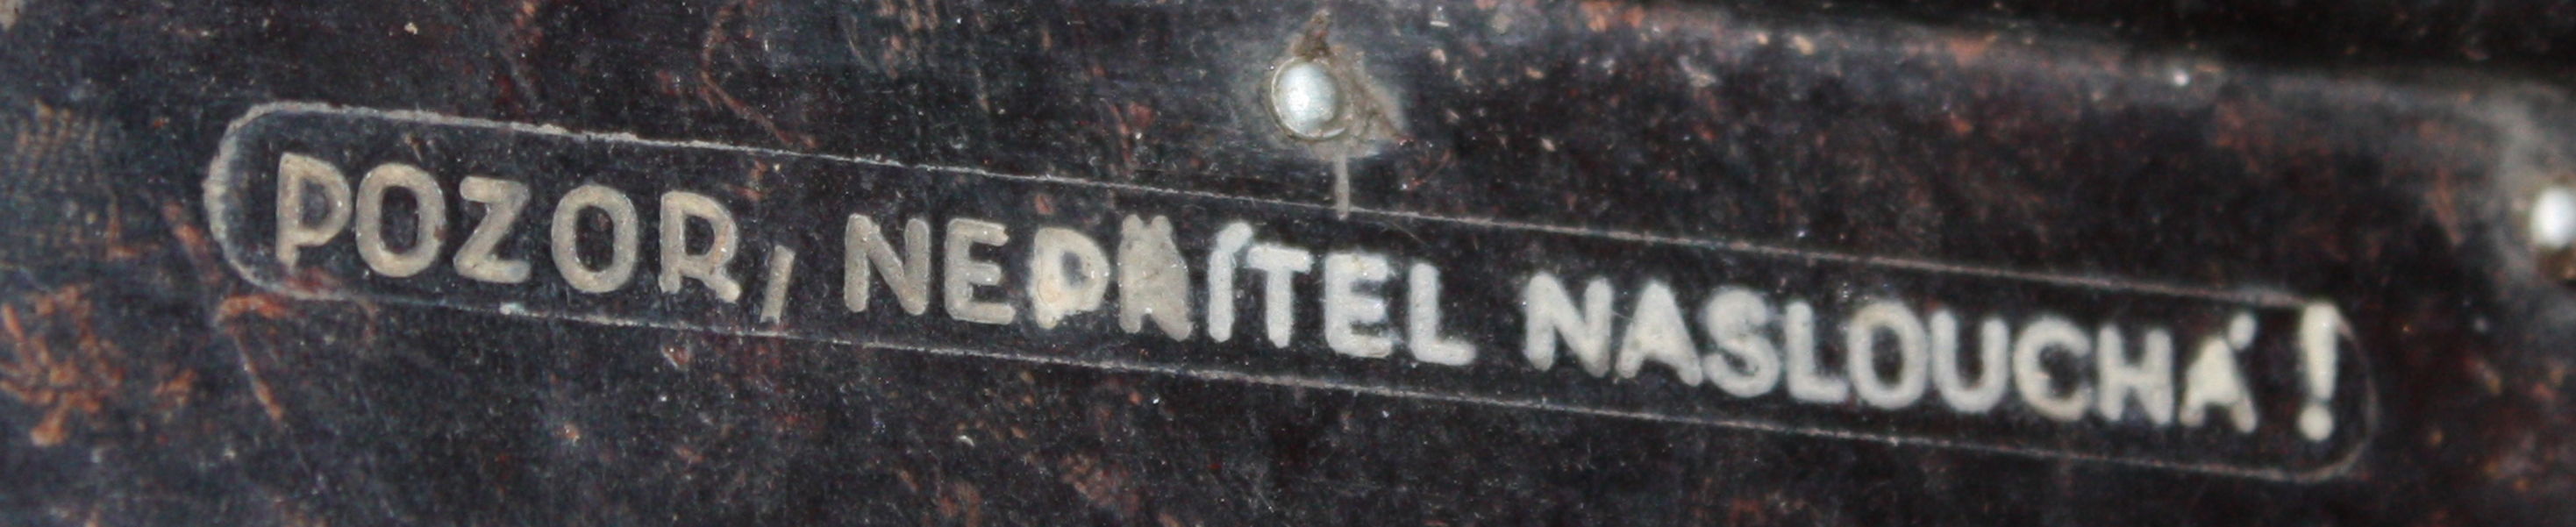 POZOR, NEPŘÍTEL NASLOUCHÁ!